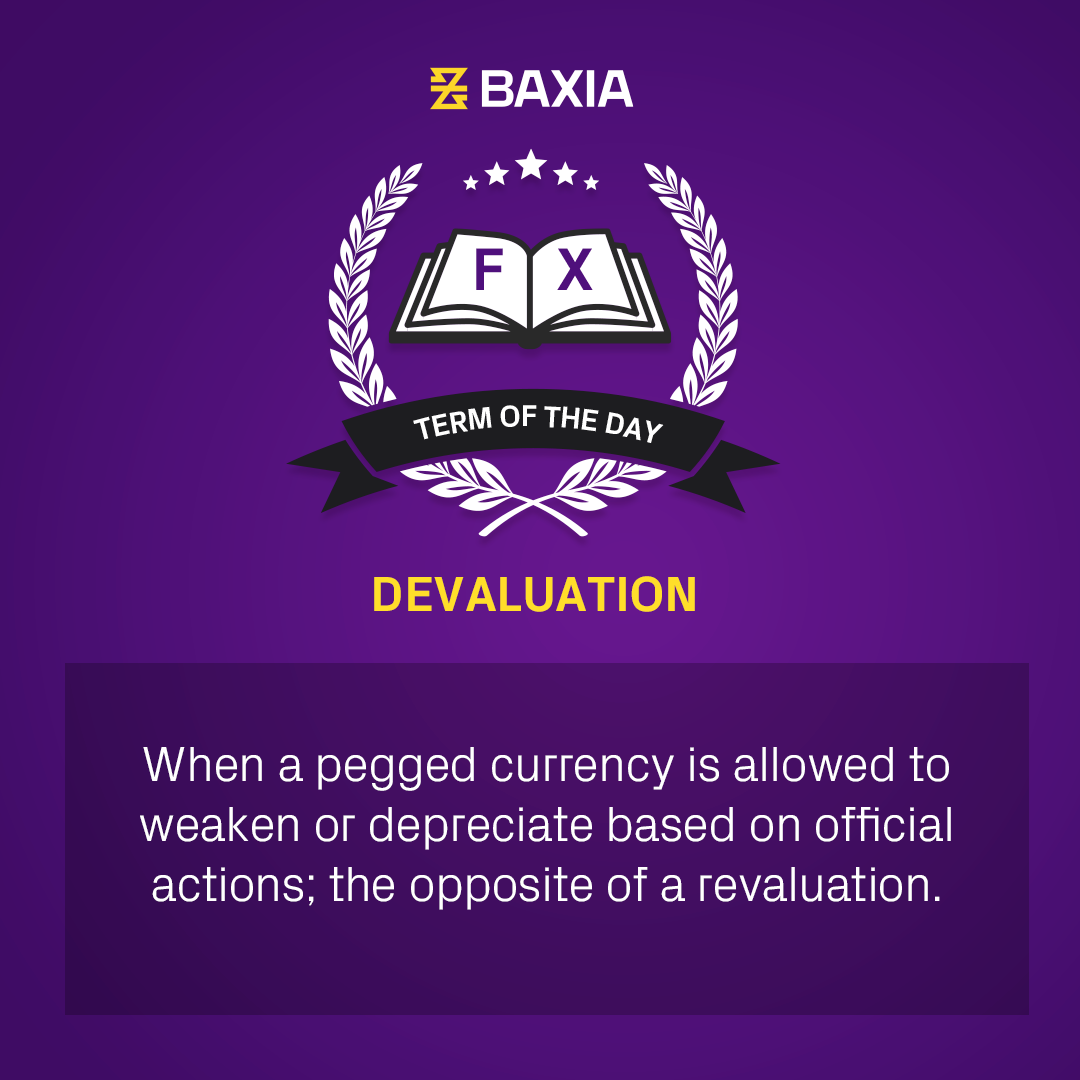 BAXIA
F X
TERM OF THE DAY
DEVALUATION
When a pegged currency is allowed to
weaken or depreciate based on official
actions; the opposite of a revaluation.